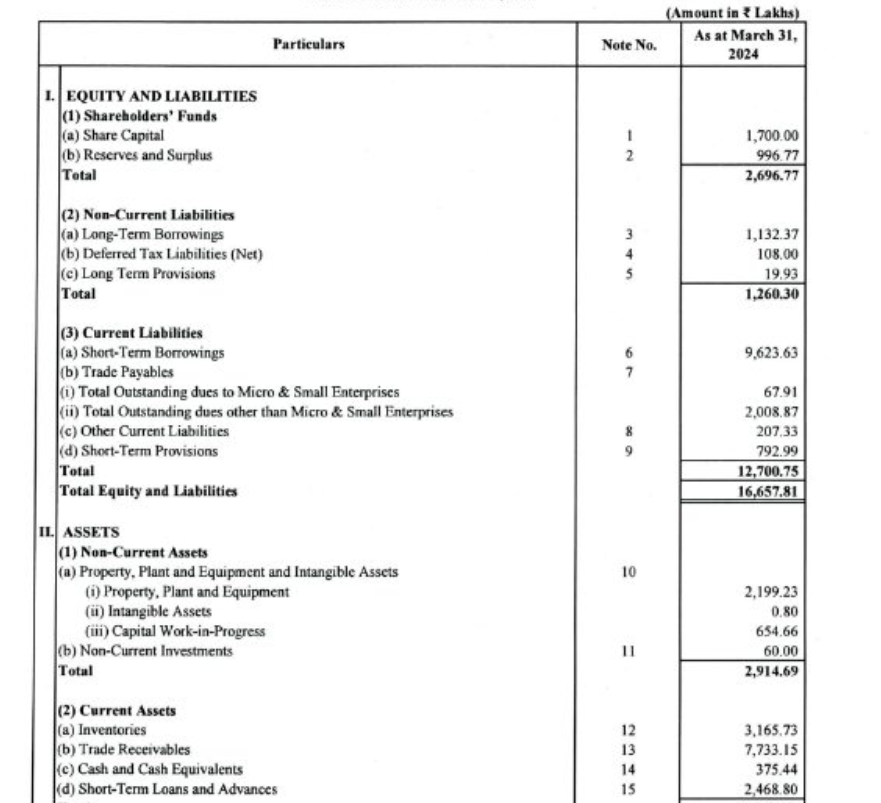 (Amount in ₹ Lakhs)
Particulars Note No. As at March 31, 2024
I. EQUITY AND LIABILITIES
(1) Shareholders' Funds
(a) Share Capital 1 1,700.00
(b) Reserves and Surplus 2 996.77
Total 2,696.77
(2) Non-Current Liabilities
(a) Long-Term Borrowings 3 1,132.37
(b) Deferred Tax Liabilities (Net) 4 108.00
(c) Long Term Provisions 5 19.93
Total 1,260.30
(3) Current Liabilities
(a) Short-Term Borrowings 6 9,623.63
(b) Trade Payables 7
(i) Total Outstanding dues to Micro & Small Enterprises 67.91
(ii) Total Outstanding dues other than Micro & Small Enterprises 2,008.87
(c) Other Current Liabilities 8 207.33
(d) Short-Term Provisions 9 792.99
Total 12,700.75
Total Equity and Liabilities 16,657.81
II. ASSETS
(1) Non-Current Assets
(a) Property, Plant and Equipment and Intangible Assets 10
(i) Property, Plant and Equipment 2,199.23
(ii) Intangible Assets 0.80
(iii) Capital Work-in-Progress 654.66
(b) Non-Current Investments 11 60.00
Total 2,914.69
(2) Current Assets
(a) Inventories 12 3,165.73
(b) Trade Receivables 13 7,733.15
(c) Cash and Cash Equivalents 14 375.44
(d) Short-Term Loans and Advances 15 2,468.80